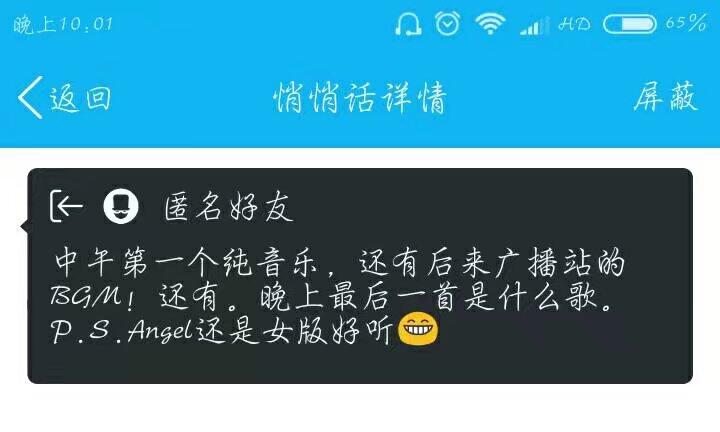 晚上10:01 HD 65%
返回 悄悄话详情 屏蔽
匿名好友
中午第一个纯音乐，还有后来广播站的
BGM！还有。晚上最后一首是什么歌。
P.S.Angel还是女版好听😁